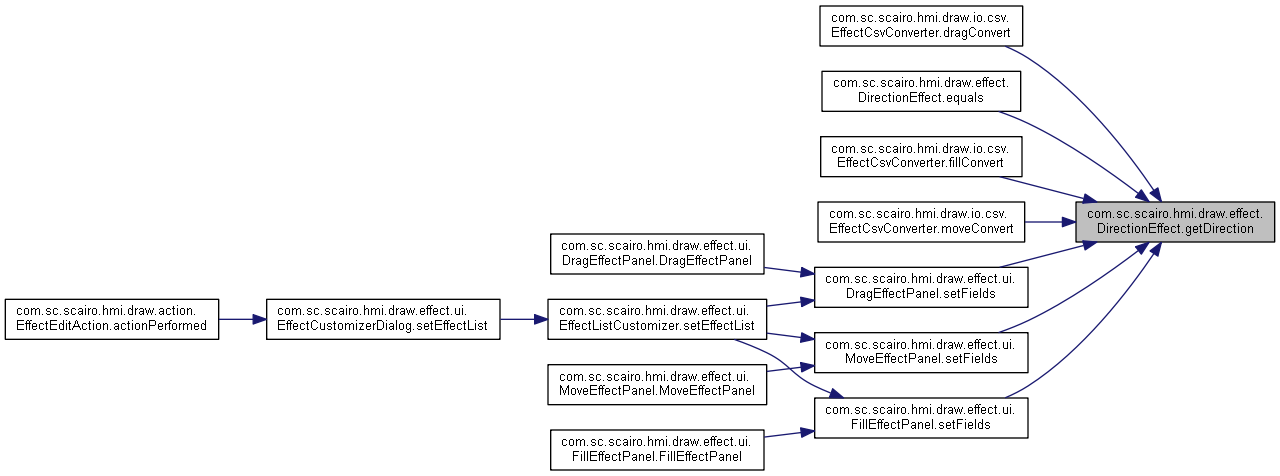 com.sc.scairo.hmi.draw.io.csv.
EffectCsvConverter.dragConvert
com.sc.scairo.hmi.draw.effect.
DirectionEffect.equals
com.sc.scairo.hmi.draw.io.csv.
EffectCsvConverter.fillConvert
com.sc.scairo.hmi.draw.io.csv.
EffectCsvConverter.moveConvert
com.sc.scairo.hmi.draw.effect.
DirectionEffect.getDirection
com.sc.scairo.hmi.draw.effect.ui.
DragEffectPanel.DragEffectPanel
com.sc.scairo.hmi.draw.effect.ui.
DragEffectPanel.setFields
com.sc.scairo.hmi.draw.action.
EffectEditAction.actionPerformed
com.sc.scairo.hmi.draw.effect.ui.
EffectCustomizerDialog.setEffectList
com.sc.scairo.hmi.draw.effect.ui.
EffectListCustomizer.setEffectList
com.sc.scairo.hmi.draw.effect.ui.
MoveEffectPanel.setFields
com.sc.scairo.hmi.draw.effect.ui.
MoveEffectPanel.MoveEffectPanel
com.sc.scairo.hmi.draw.effect.ui.
FillEffectPanel.setFields
com.sc.scairo.hmi.draw.effect.ui.
FillEffectPanel.FillEffectPanel